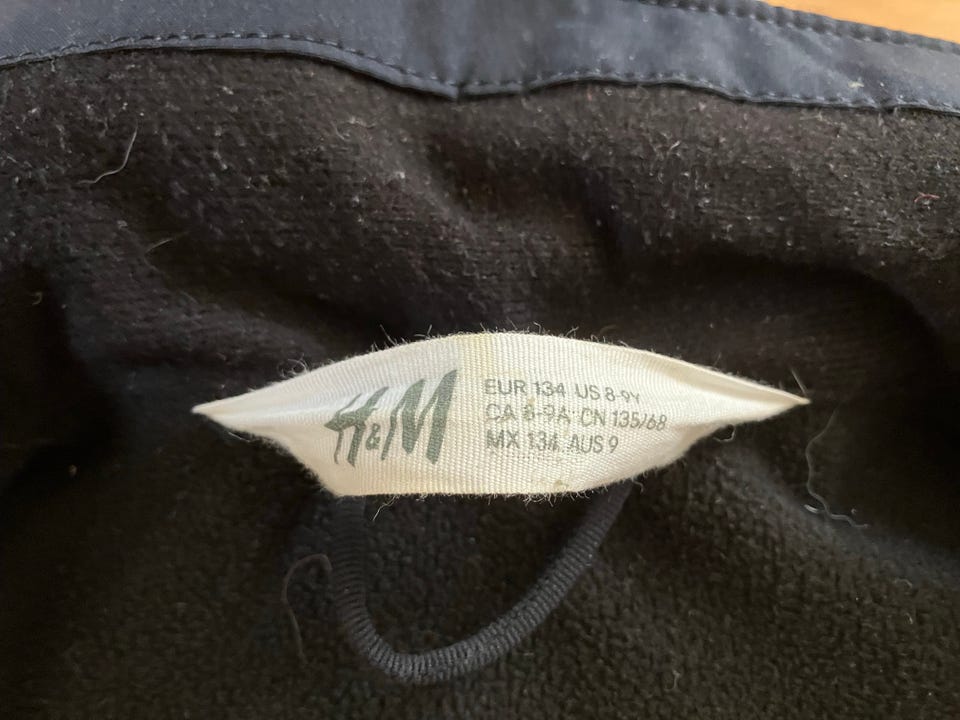 H&M
EUR 134 US 8-9Y
CA 8-9A CN 135/68
MX 134 AUS 9